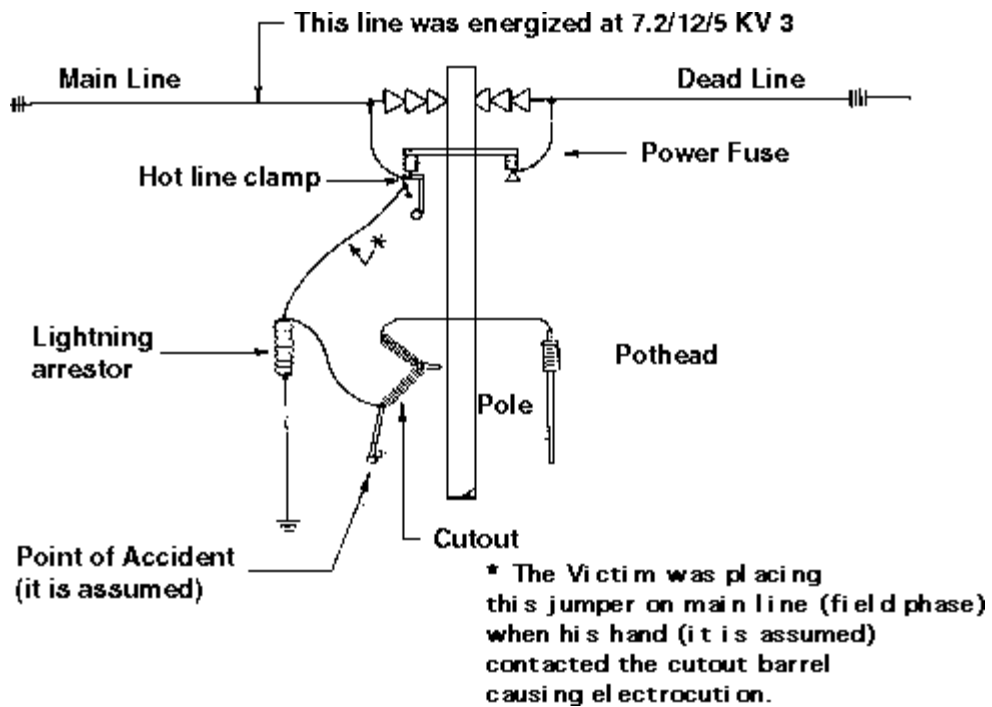 This line was energized at 7.2/12/5 KV 3
Main Line
Dead Line
Power Fuse
Hot line clamp
*
Lightning
arrestor
Pothead
Pole
Cutout
Point of Accident
(it is assumed)
* The Victim was placing
this jumper on main line (field phase)
when his hand (it is assumed)
contacted the cutout barrel
causing electrocution.